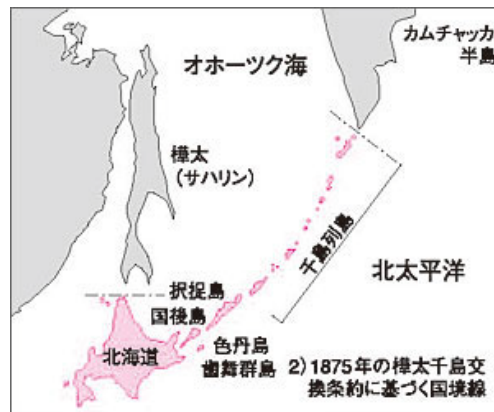 カムチャッカ
半島
オホーツク海
樺太
(サハリン)
千島列島
北太平洋
択捉島
国後島
北海道
色丹島
歯舞群島
2)1875年の樺太千島交
換条約に基づく国境線